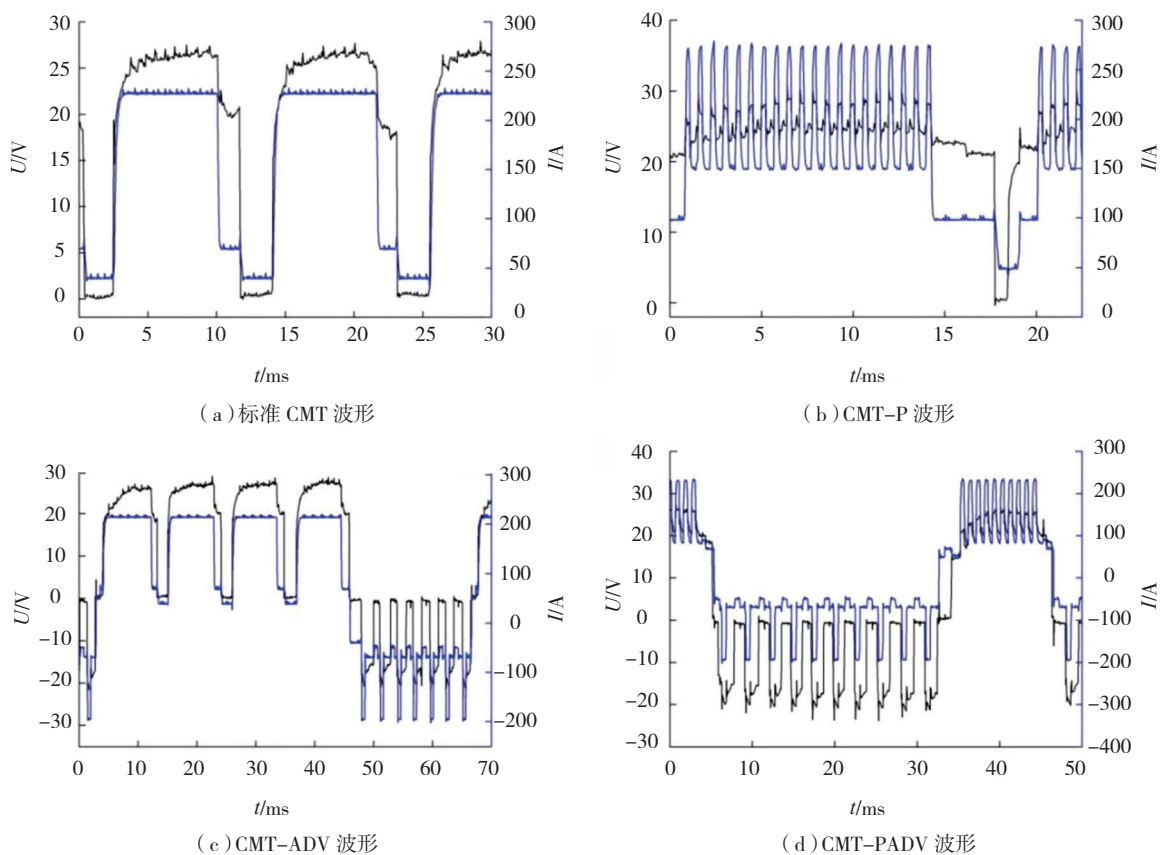 30 25 20 15 10 5 0
U/V
300 250 200 150 100 50 0
I/A
0 5 10 15 20 25 30
t/ms
(a)标准 CMT 波形
40 30 20 10 0
U/V
300 250 200 150 100 50 0
I/A
0 5 10 15 20
t/ms
(b)CMT-P 波形
30 20 10 0 -10 -20 -30
U/V
300 200 100 0 -100 -200
I/A
0 10 20 30 40 50 60 70
t/ms
(c)CMT-ADV 波形
40 30 20 10 0 -10 -20 -30
U/V
300 200 100 0 -100 -200 -300 -400
I/A
0 10 20 30 40 50
t/ms
(d)CMT-PADV 波形